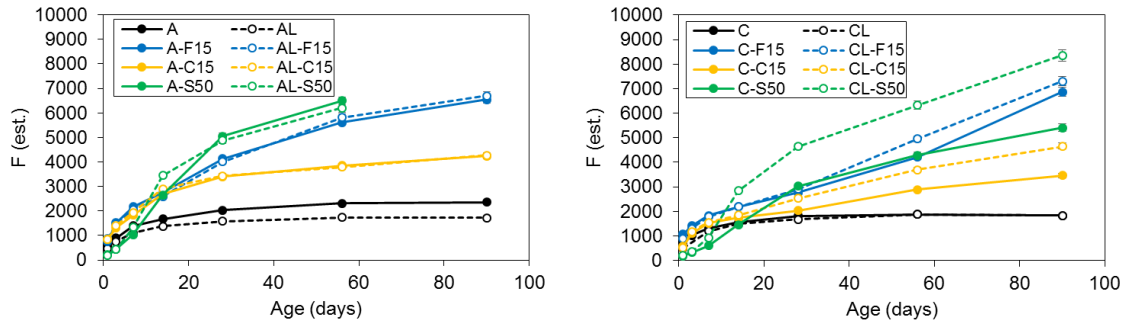 10000
9000
8000
7000
6000
5000
4000
3000
2000
1000
0
F (est.)
A AL
A-F15 AL-F15
A-C15 AL-C15
A-S50 AL-S50
0 20 40 60 80 100
Age (days)
10000
9000
8000
7000
6000
5000
4000
3000
2000
1000
0
F (est.)
C CL
C-F15 CL-F15
C-C15 CL-C15
C-S50 CL-S50
0 20 40 60 80 100
Age (days)